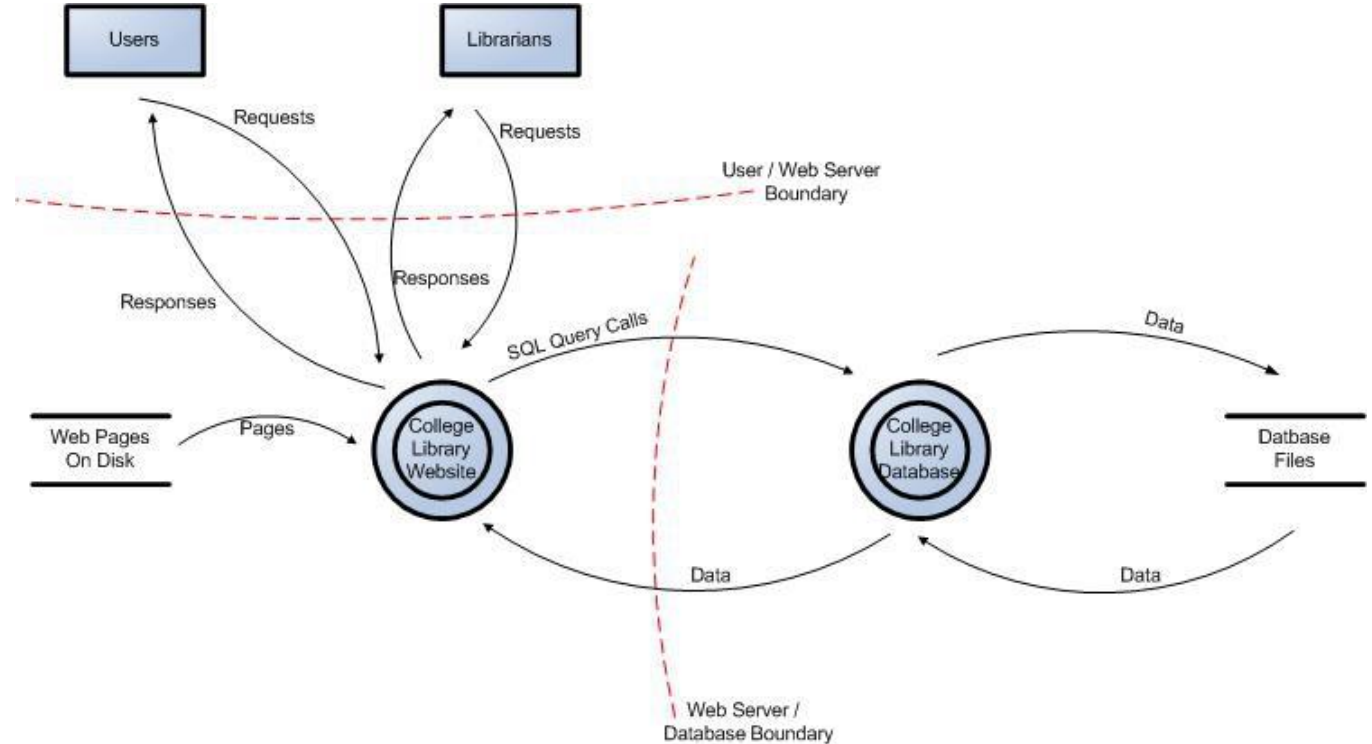 Users
Librarians
Requests
Requests
User / Web Server
Boundary
Responses
Responses
SQL Query Calls
Data
Web Pages
On Disk
Pages
College
Library
Website
College
Library
Database
Datbase
Files
Data
Data
Web Server /
Database Boundary